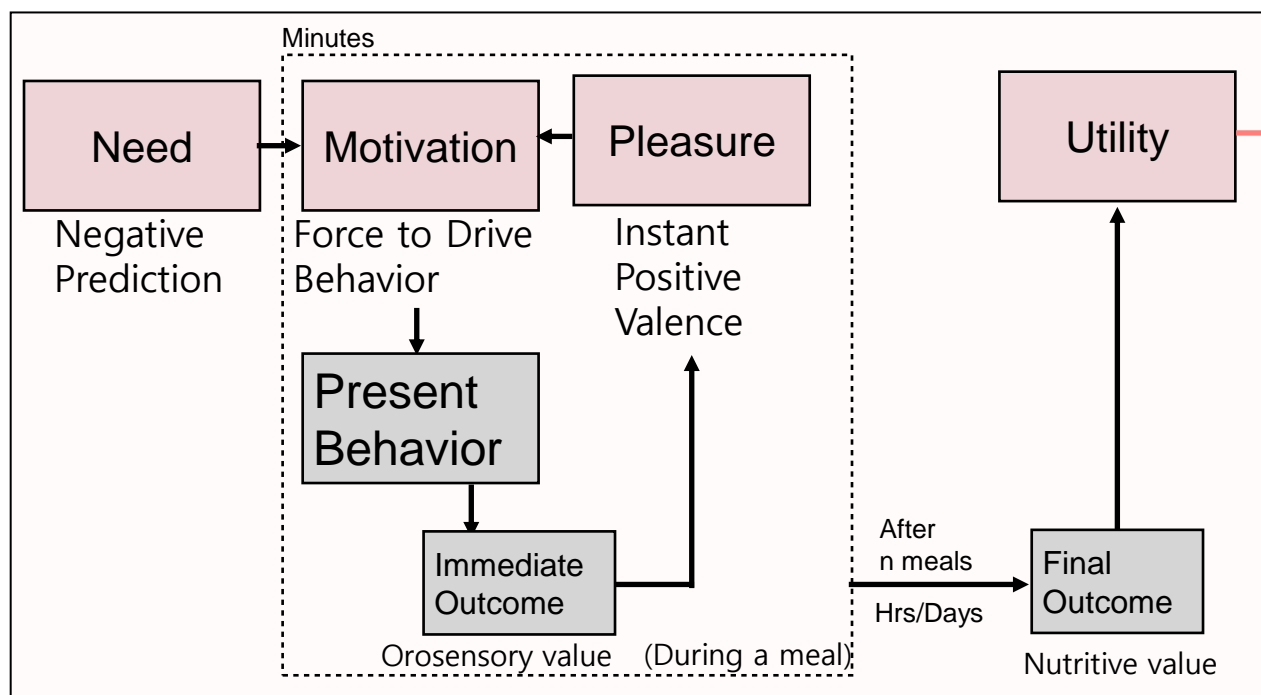 Minutes
Need
Motivation
Pleasure
Utility
Negative
Prediction
Force to Drive
Behavior
Instant
Positive
Valence
Present
Behavior
Immediate
Outcome
After
n meals
Hrs/Days
Final
Outcome
Orosensory value
(During a meal)
Nutritive value